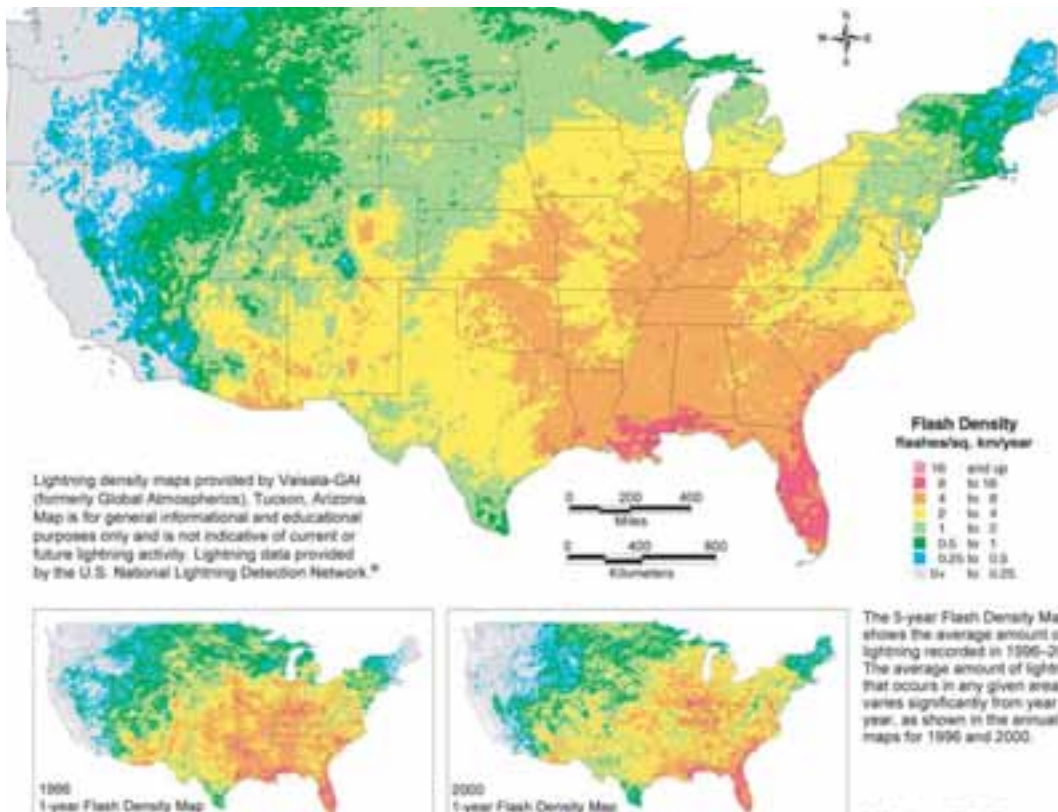 N
W E
S
Flash Density
flashes/sq. km/year
16 and up
8 to 16
4 to 8
2 to 4
1 to 2
0.5 to 1
0.25 to 0.5
0+ to 0.25
Lightning density maps provided by Vaisala-GAI
(formerly Global Atmospherics), Tucson, Arizona.
Map is for general informational and educational
purposes only and is not indicative of current or
future lightning activity. Lightning data provided
by the U.S. National Lightning Detection Network.®
0 200 400
Miles
0 400 800
Kilometers
The 5-year Flash Density Ma
shows the average amount o
lightning recorded in 1996–20
The average amount of lightn
that occurs in any given area
varies significantly from year
year, as shown in the annual
maps for 1996 and 2000.
1996
1-year Flash Density Map
2000
1-year Flash Density Map